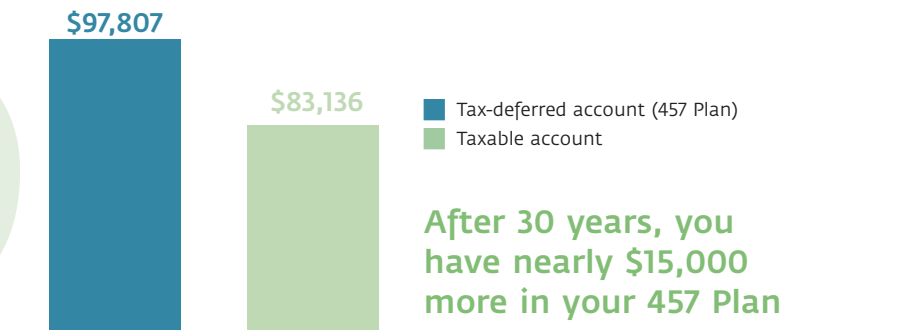 $97,807
$83,136
Tax-deferred account (457 Plan)
Taxable account
After 30 years, you
have nearly $15,000
more in your 457 Plan